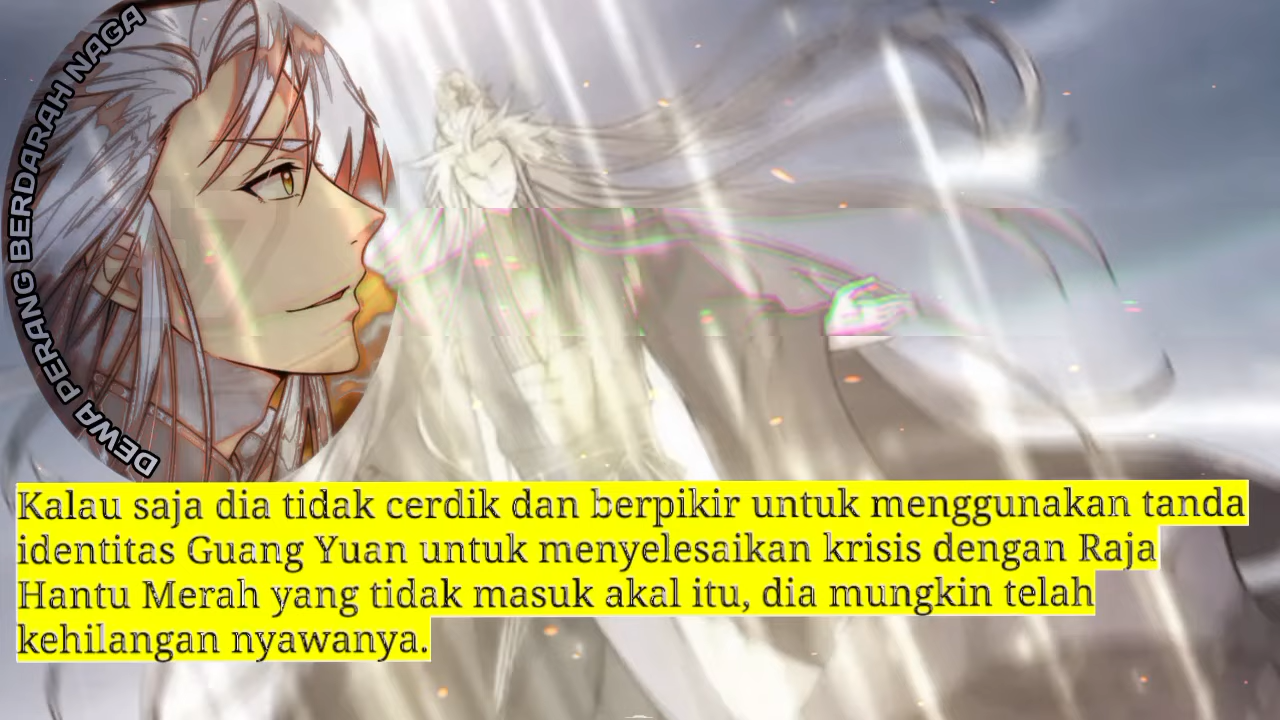 DEWA PERANG BERDARAH NAGA
Kalau saja dia tidak cerdik dan berpikir untuk menggunakan tanda
identitas Guang Yuan untuk menyelesaikan krisis dengan Raja
Hantu Merah yang tidak masuk akal itu, dia mungkin telah
kehilangan nyawanya.